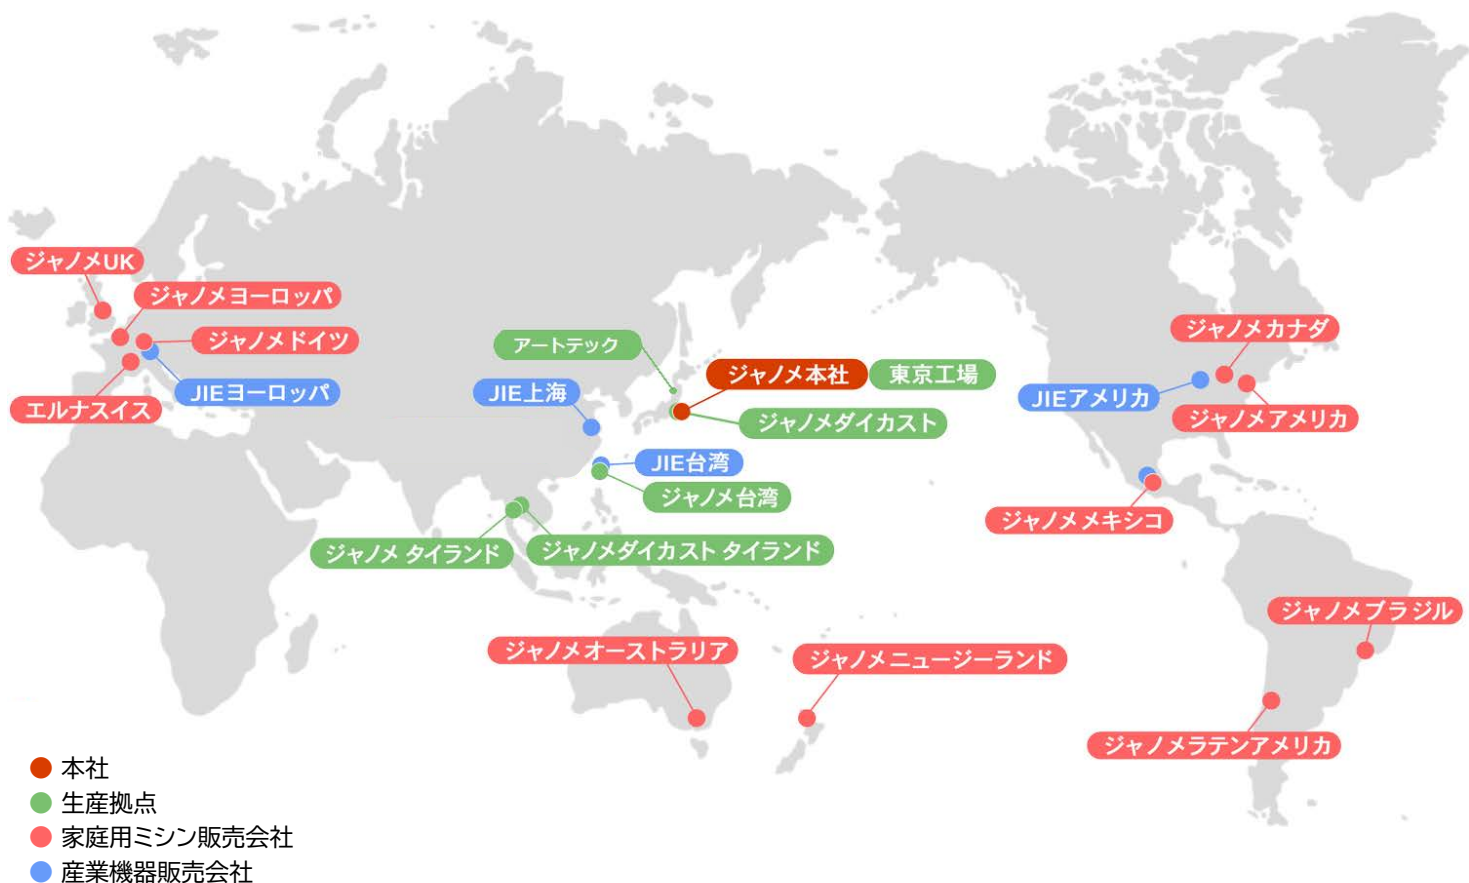 ジャノメUK
ジャノメヨーロッパ
ジャノメドイツ
JIEヨーロッパ
エルナスイス
アートテック
ジャノメ本社
東京工場
JIE上海
ジャノメダイカスト
JIE台湾
ジャノメ台湾
ジャノメ タイランド
ジャノメダイカスト タイランド
ジャノメオーストラリア
ジャノメニュージーランド
ジャノメカナダ
JIEアメリカ
ジャノメアメリカ
ジャノメメキシコ
ジャノメブラジル
ジャノメラテンアメリカ
本社
生産拠点
家庭用ミシン販売会社
産業機器販売会社